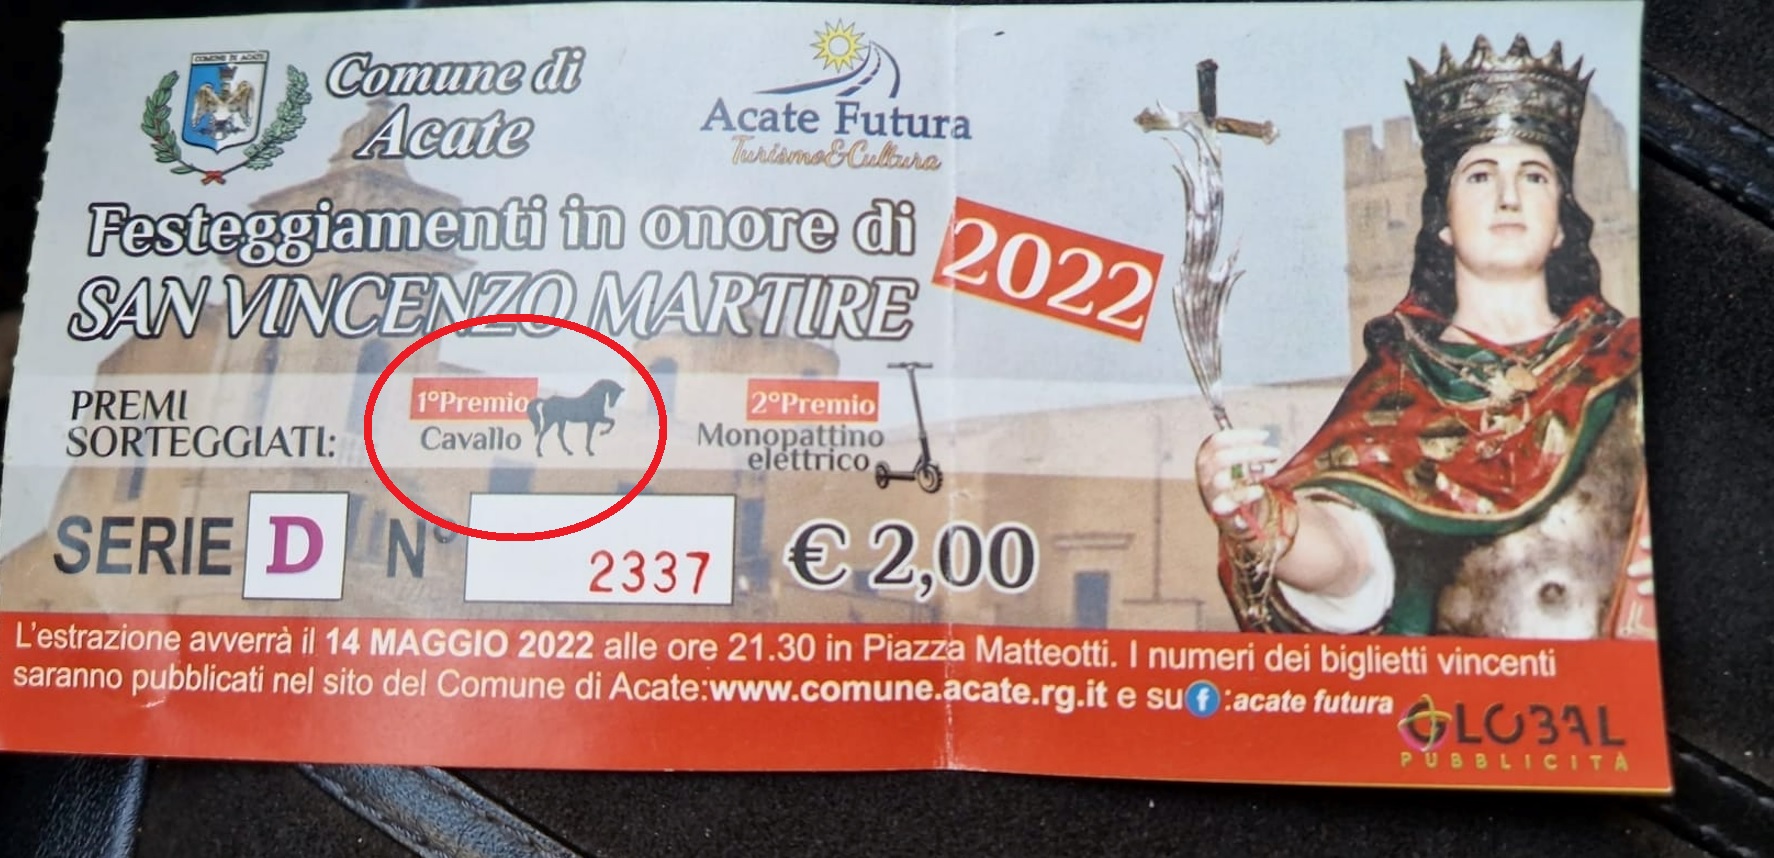 COMUNE DI ACATE
Comune di
Acate
Acate Futura
Turismo&Cultura
Festeggiamenti in onore di
SAN VINCENZO MARTIRE
2022
PREMI
SORTEGGIATI:
1°Premio
Cavallo
2°Premio
Monopattino
elettrico
SERIE D N° 2337 € 2,00
L'estrazione avverrà il 14 MAGGIO 2022 alle ore 21.30 in Piazza Matteotti. I numeri dei biglietti vincenti
saranno pubblicati nel sito del Comune di Acate:www.comune.acate.rg.it e su f :acate futura
GLOBAL
PUBBLICITÀ